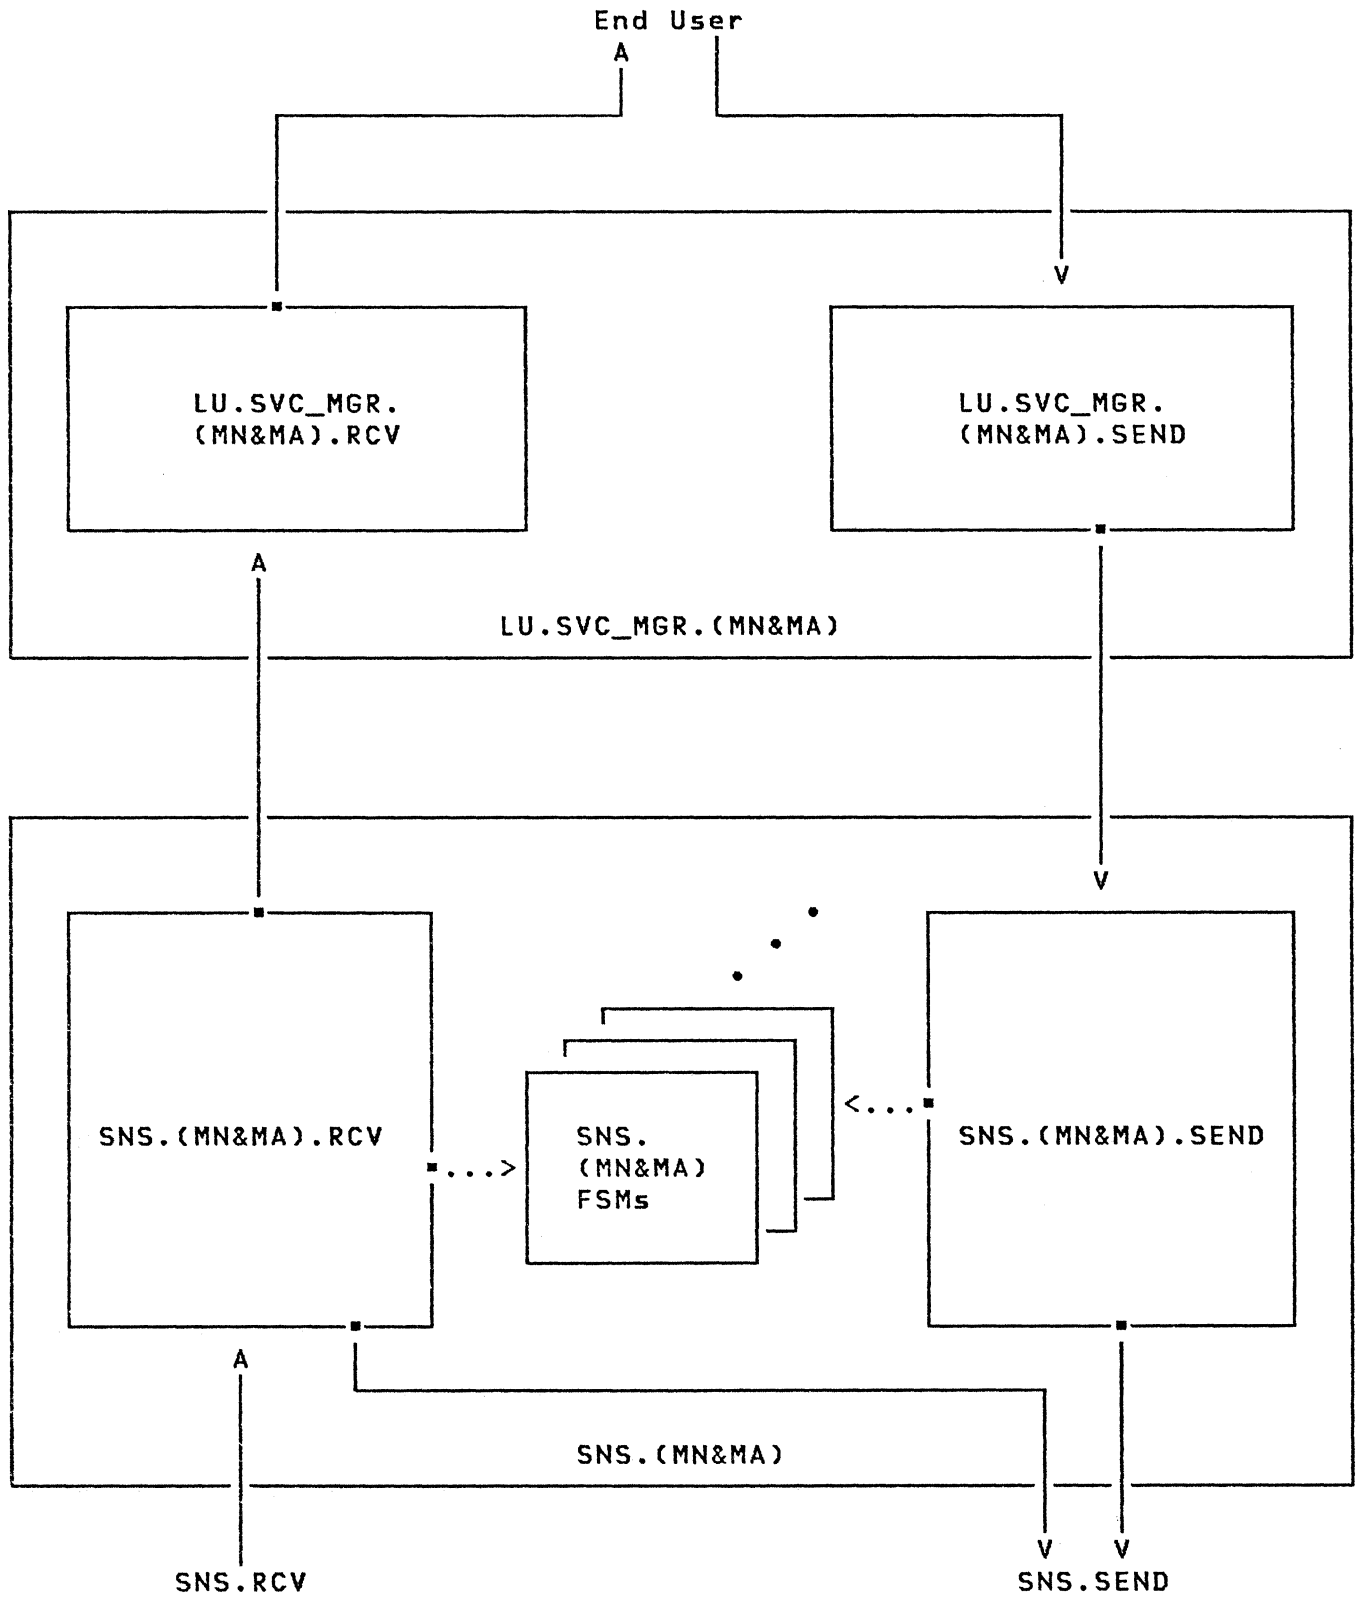 End User
LU.SVC_MGR.
(MN&MA).RCV
LU.SVC_MGR.
(MN&MA).SEND
LU.SVC_MGR.(MN&MA)
SNS.(MN&MA).RCV
SNS.
(MN&MA)
FSMs
SNS.(MN&MA).SEND
SNS.(MN&MA)
SNS.RCV
SNS.SEND